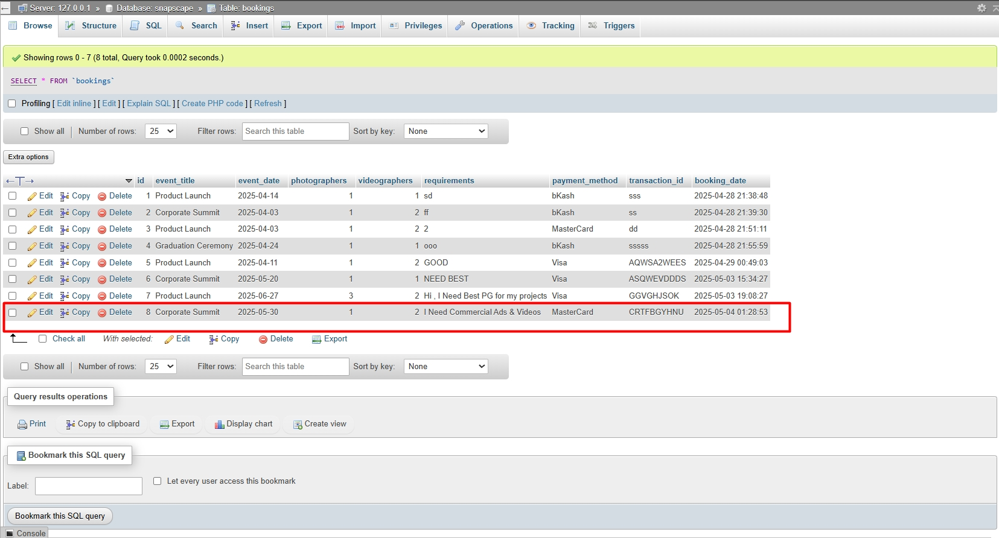 Server: 127.0.0.1 » Database: snapscape » Table: bookings
Browse Structure SQL Search Insert Export Import Privileges Operations Tracking Triggers
Showing rows 0 - 7 (8 total, Query took 0.0002 seconds.)
SELECT * FROM `bookings`
Profiling [ Edit inline ] [ Edit ] [ Explain SQL ] [ Create PHP code ] [ Refresh ]
Show all Number of rows: 25 Filter rows: Search this table Sort by key: None
Extra options
id event_title event_date photographers videographers requirements payment_method transaction_id booking_date
Edit Copy Delete 1 Product Launch 2025-04-14 1 1 sd bKash sss 2025-04-28 21:38:48
Edit Copy Delete 2 Corporate Summit 2025-04-03 1 2 ff bKash ss 2025-04-28 21:39:30
Edit Copy Delete 3 Product Launch 2025-04-03 1 2 2 MasterCard dd 2025-04-28 21:51:11
Edit Copy Delete 4 Graduation Ceremony 2025-04-24 1 1 ooo bKash sssss 2025-04-28 21:55:59
Edit Copy Delete 5 Product Launch 2025-04-11 1 2 GOOD Visa AQWSA2WEES 2025-04-29 00:49:03
Edit Copy Delete 6 Corporate Summit 2025-05-20 1 1 NEED BEST Visa ASQWEVDDDS 2025-05-03 15:34:27
Edit Copy Delete 7 Product Launch 2025-06-27 3 2 Hi , I Need Best PG for my projects Visa GGVGHJSOK 2025-05-03 19:08:27
Edit Copy Delete 8 Corporate Summit 2025-05-30 1 2 I Need Commercial Ads & Videos MasterCard CRTFBGYHNU 2025-05-04 01:28:53
Check all With selected: Edit Copy Delete Export
Show all Number of rows: 25 Filter rows: Search this table Sort by key: None
Query results operations
Print Copy to clipboard Export Display chart Create view
Bookmark this SQL query
Label: Let every user access this bookmark
Bookmark this SQL query
Console